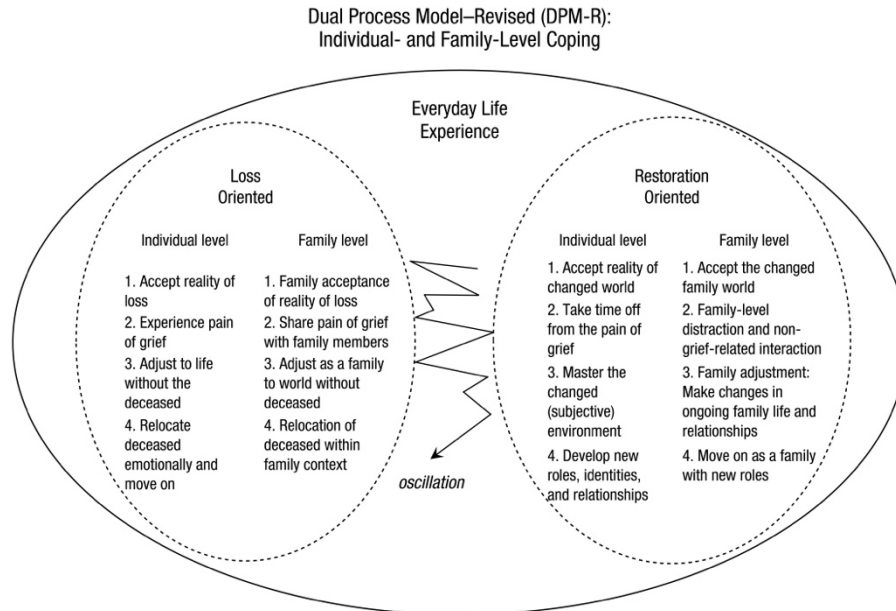 Dual Process Model–Revised (DPM-R):
Individual- and Family-Level Coping
Everyday Life
Experience
Loss
Oriented
Individual level
1. Accept reality of
loss
2. Experience pain
of grief
3. Adjust to life
without the
deceased
4. Relocate
deceased
emotionally and
move on
Family level
1. Family acceptance
of reality of loss
2. Share pain of grief
with family members
3. Adjust as a family
to world without
deceased
4. Relocation of
deceased within
family context
oscillation
Restoration
Oriented
Individual level
1. Accept reality of
changed world
2. Take time off
from the pain of
grief
3. Master the
changed
(subjective)
environment
4. Develop new
roles, identities,
and relationships
Family level
1. Accept the changed
family world
2. Family-level
distraction and non-
grief-related interaction
3. Family adjustment:
Make changes in
ongoing family life and
relationships
4. Move on as a family
with new roles